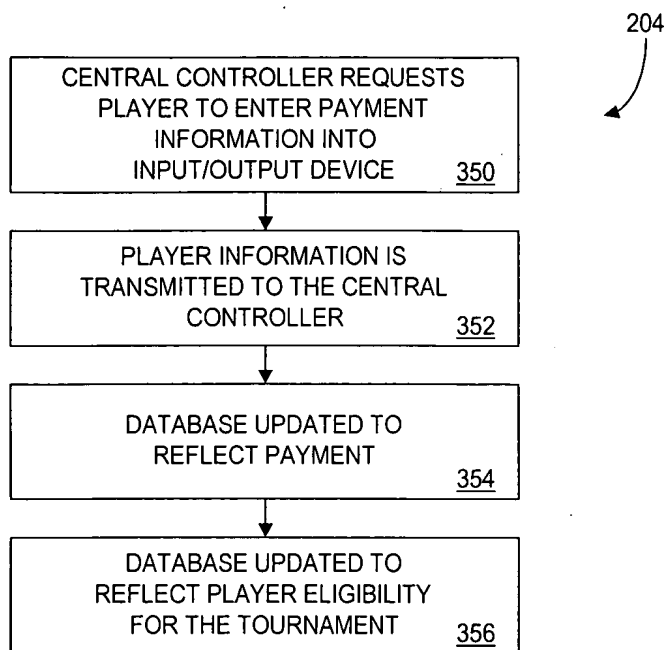 204
CENTRAL CONTROLLER REQUESTS
PLAYER TO ENTER PAYMENT
INFORMATION INTO
INPUT/OUTPUT DEVICE 350
PLAYER INFORMATION IS
TRANSMITTED TO THE CENTRAL
CONTROLLER 352
DATABASE UPDATED TO
REFLECT PAYMENT
354
DATABASE UPDATED TO
REFLECT PLAYER ELIGIBILITY
FOR THE TOURNAMENT 356